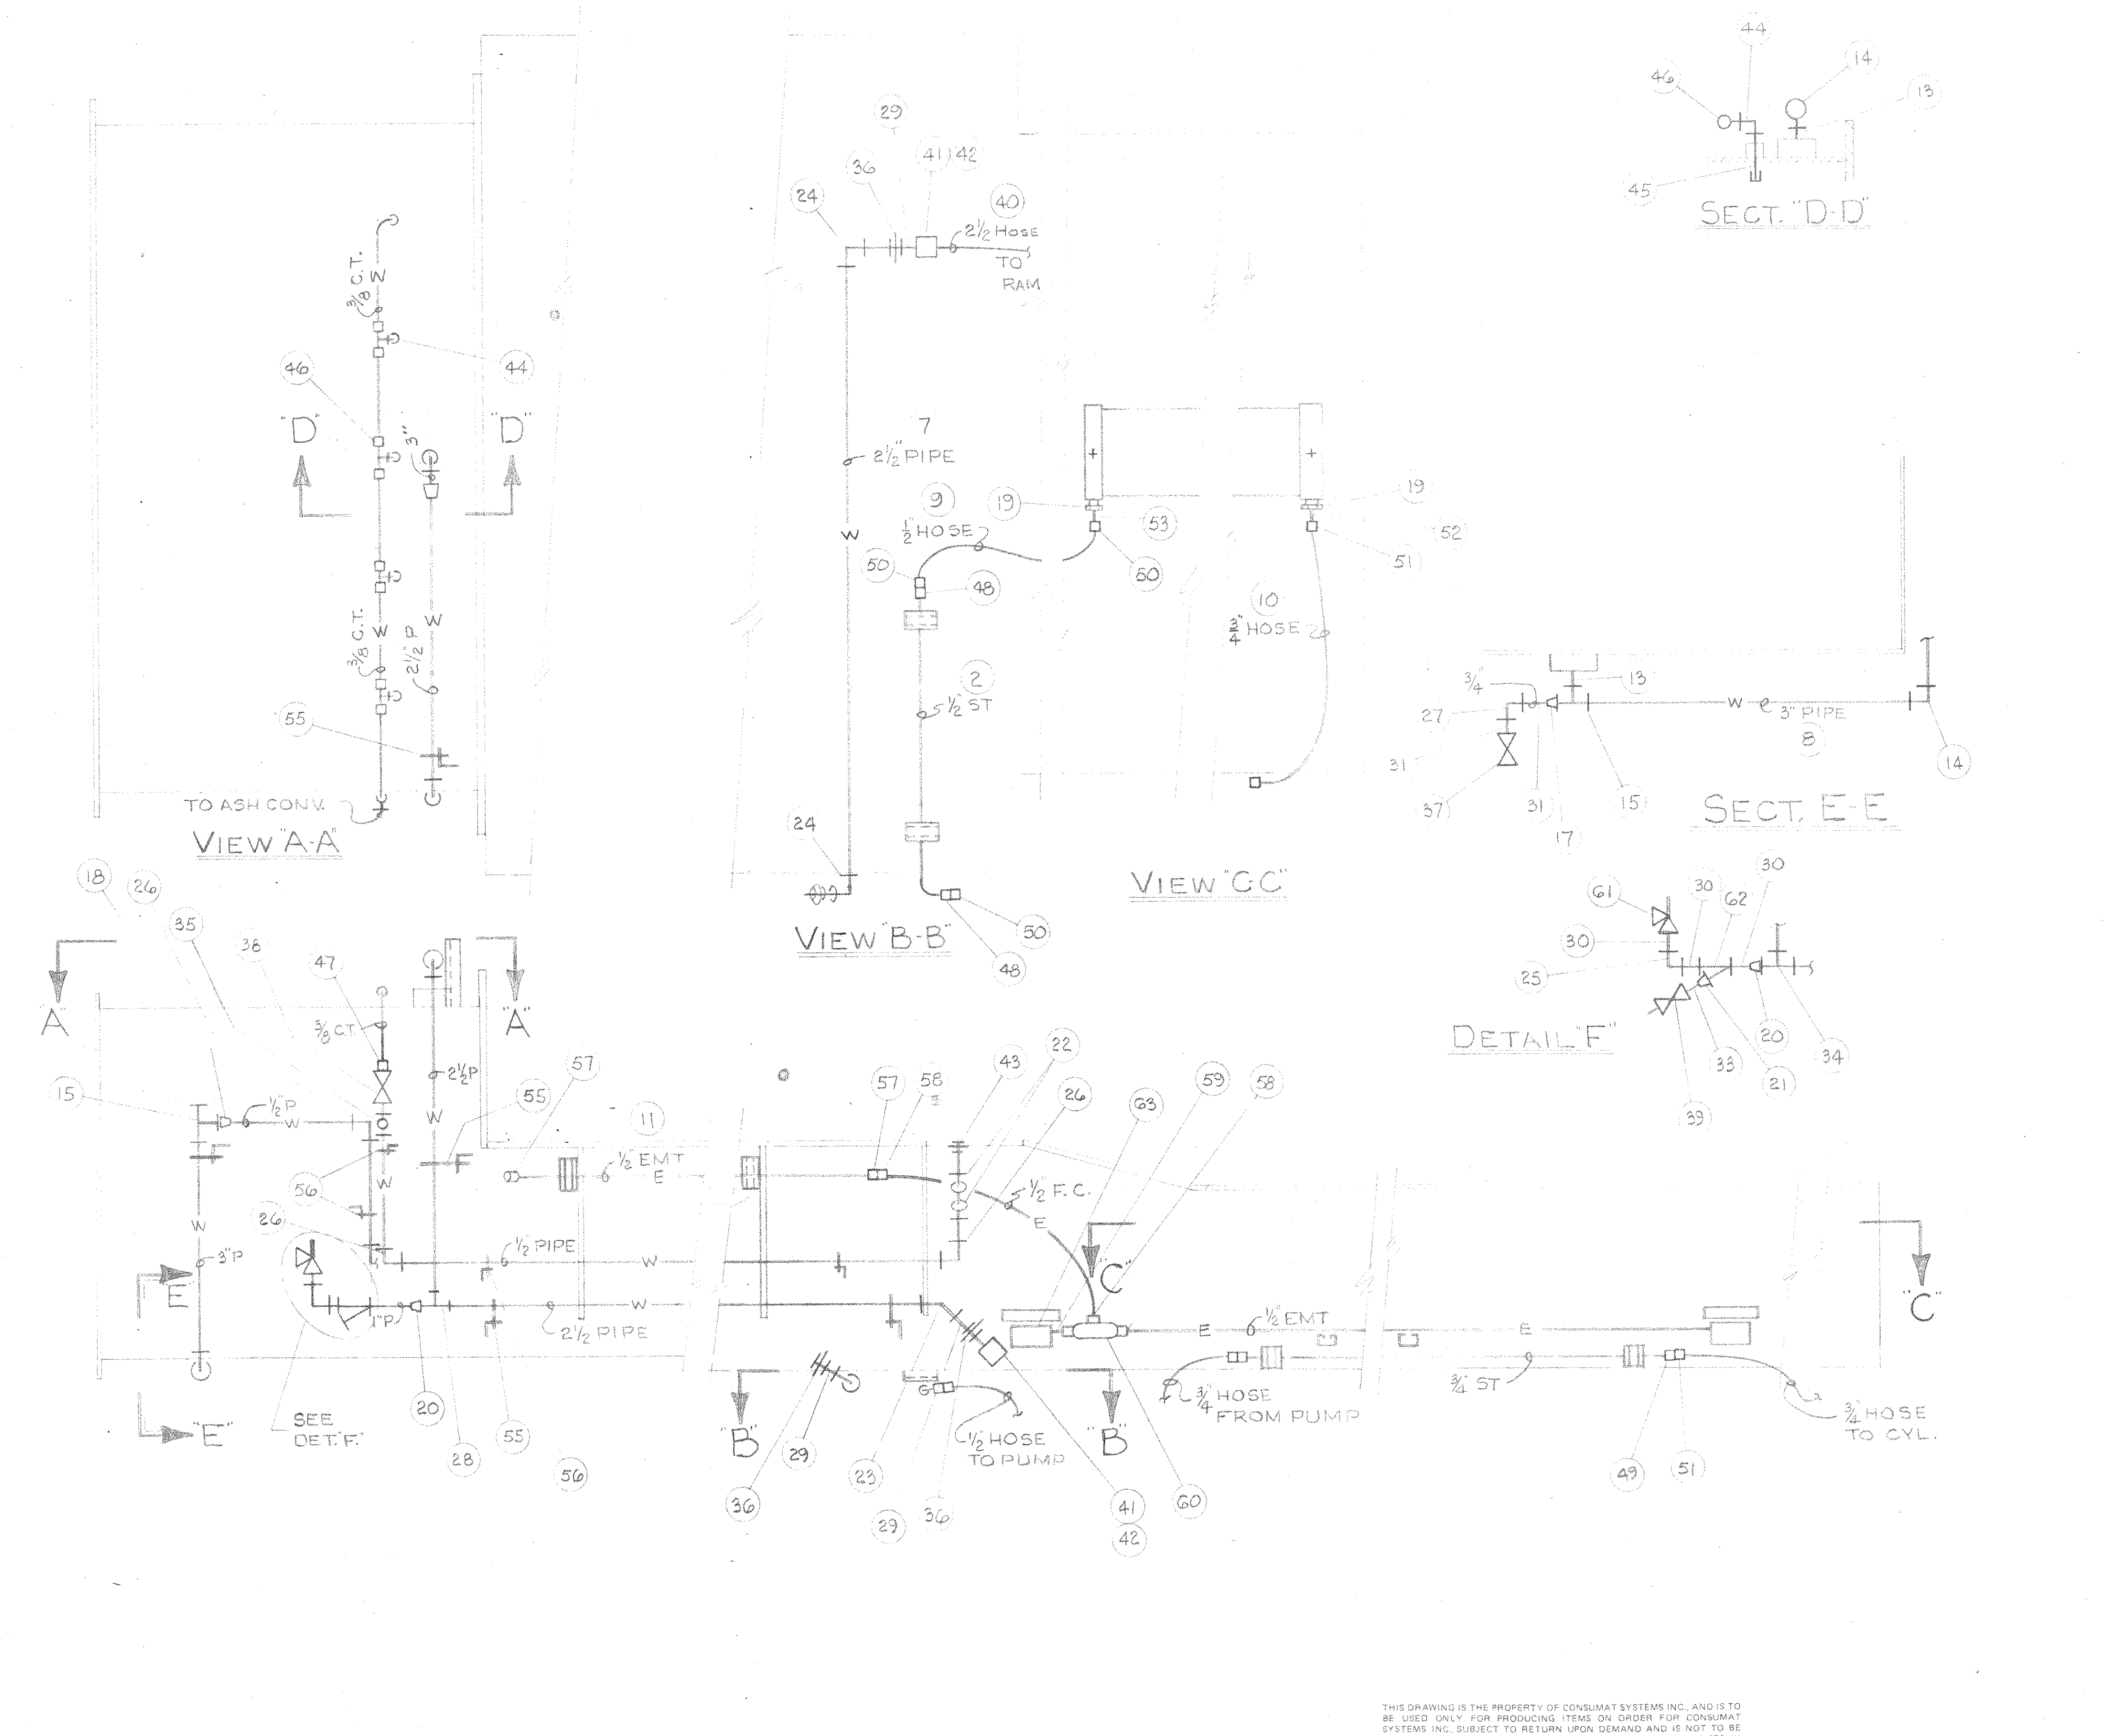 44
14
46
13
45
SECT. "D-D"
3/8 C.T.
W
46
44
"D"
"D"
3"
3/8 C.T.
W
W
2½ P
55
TO ASH CONV.
VIEW "A-A"
29
41
42
36
24
40
2½ HOSE
TO
RAM
7
2½" PIPE
W
9
½" HOSE
50
48
2
½" ST
24
50
48
VIEW "B-B"
19
53
50
19
52
51
10
¾" HOSE
VIEW "C-C"
¾
13
27
W
3" PIPE
8
31
37
31
15
17
14
SECT. E-E
61
30
62
30
30
25
20
33
34
21
39
DETAIL "F"
18
26
35
38
47
"A"
"A"
3/8 C.T.
15
½" P
W
2½ P
W
57
55
11
½" EMT
E
56
W
26
W
3" P
"E"
"E"
½" PIPE
W
1" P
W
2½ PIPE
SEE
DET. "F."
20
28
55
56
57
58
43
22
26
63
59
58
½" F.C.
E
"C"
"C"
E
½" EMT
E
¾" HOSE
FROM PUMP
¾ ST
¾" HOSE
TO CYL.
49
51
"B"
"B"
36
29
G
½" HOSE
TO PUMP
23
29
36
41
42
60
THIS DRAWING IS THE PROPERTY OF CONSUMAT SYSTEMS INC., AND IS TO
BE USED ONLY FOR PRODUCING ITEMS ON ORDER FOR CONSUMAT
SYSTEMS INC., SUBJECT TO RETURN UPON DEMAND AND IS NOT TO BE